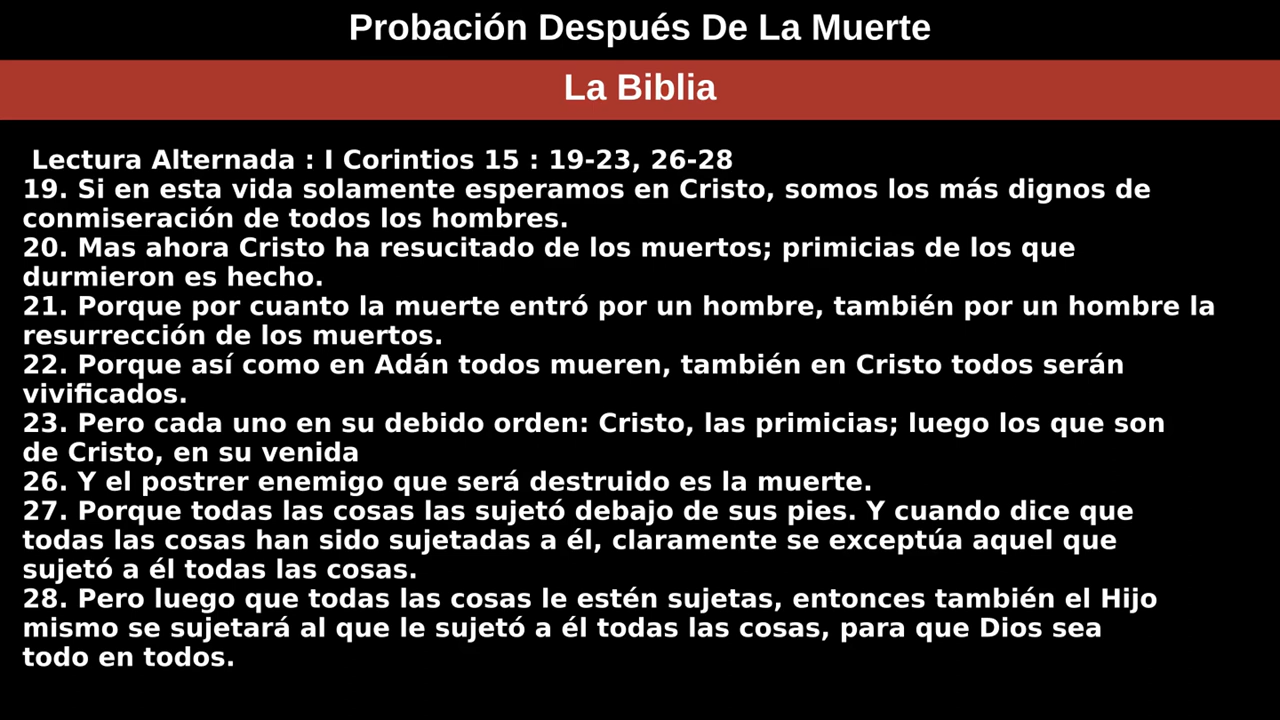 Probación Después De La Muerte
La Biblia
Lectura Alternada : I Corintios 15 : 19-23, 26-28
19. Si en esta vida solamente esperamos en Cristo, somos los más dignos de
conmiseración de todos los hombres.
20. Mas ahora Cristo ha resucitado de los muertos; primicias de los que
durmieron es hecho.
21. Porque por cuanto la muerte entró por un hombre, también por un hombre la
resurrección de los muertos.
22. Porque así como en Adán todos mueren, también en Cristo todos serán
vivificados.
23. Pero cada uno en su debido orden: Cristo, las primicias; luego los que son
de Cristo, en su venida
26. Y el postrer enemigo que será destruido es la muerte.
27. Porque todas las cosas las sujetó debajo de sus pies. Y cuando dice que
todas las cosas han sido sujetadas a él, claramente se exceptúa aquel que
sujetó a él todas las cosas.
28. Pero luego que todas las cosas le estén sujetas, entonces también el Hijo
mismo se sujetará al que le sujetó a él todas las cosas, para que Dios sea
todo en todos.